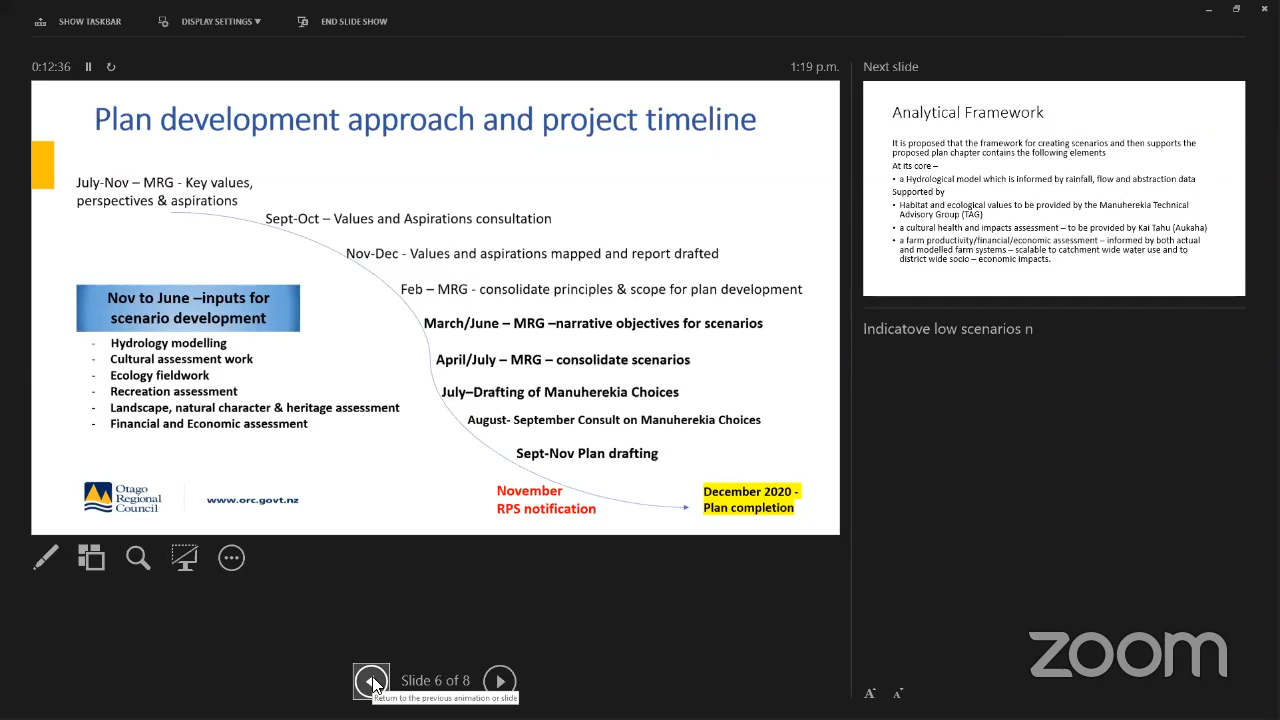 SHOW TASKBAR
DISPLAY SETTINGS ▼
END SLIDE SHOW
0:12:36
1:19 p.m.
Next slide
Plan development approach and project timeline
July-Nov – MRG - Key values,
perspectives & aspirations
Sept-Oct – Values and Aspirations consultation
Nov-Dec - Values and aspirations mapped and report drafted
Feb – MRG - consolidate principles & scope for plan development
March/June – MRG –narrative objectives for scenarios
April/July – MRG – consolidate scenarios
July–Drafting of Manuherekia Choices
August- September Consult on Manuherekia Choices
Sept-Nov Plan drafting
November
RPS notification
December 2020 -
Plan completion
Nov to June –inputs for
scenario development
- Hydrology modelling
- Cultural assessment work
- Ecology fieldwork
- Recreation assessment
- Landscape, natural character & heritage assessment
- Financial and Economic assessment
Otago
Regional
Council
www.orc.govt.nz
Analytical Framework
It is proposed that the framework for creating scenarios and then supports the
proposed plan chapter contains the following elements
At its core –
• a Hydrological model which is informed by rainfall, flow and abstraction data
Supported by
• Habitat and ecological values to be provided by the Manuherekia Technical
Advisory Group (TAG)
• a cultural health and impacts assessment – to be provided by Kai Tahu (Aukaha)
• a farm productivity/financial/economic assessment – informed by both actual
and modelled farm systems – scalable to catchment wide water use and to
district wide socio – economic impacts.
Indicatove low scenarios n
Slide 6 of 8
Return to the previous animation or slide
A A
zoom